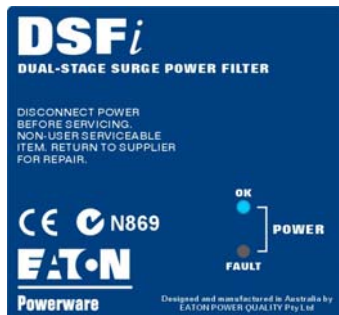 DSFi
DUAL-STAGE SURGE POWER FILTER
DISCONNECT POWER
BEFORE SERVICING.
NON-USER SERVICEABLE
ITEM. RETURN TO SUPPLIER
FOR REPAIR.
OK
CE N869
POWER
FAULT
EATON
Powerware
Designed and manufactured in Australia by
EATON POWER QUALITY Pty Ltd